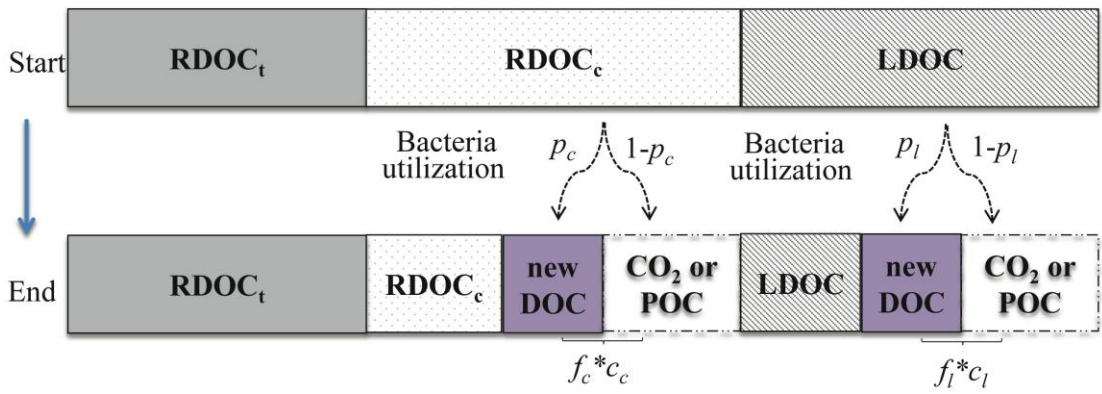 Start
RDOCt
RDOCc
LDOC
Bacteria
utilization
pc
1-pc
Bacteria
utilization
pl
1-pl
End
RDOCt
RDOCc
new
DOC
CO2 or
POC
LDOC
new
DOC
CO2 or
POC
fc*cc
fl*cl